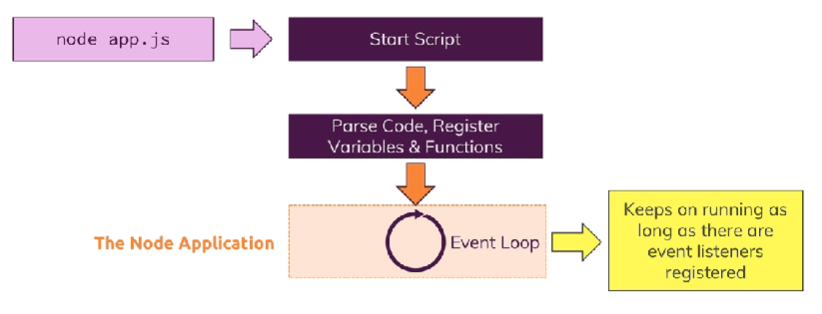 node app.js
Start Script
Parse Code, Register
Variables & Functions
The Node Application
Event Loop
Keeps on running as
long as there are
event listeners
registered